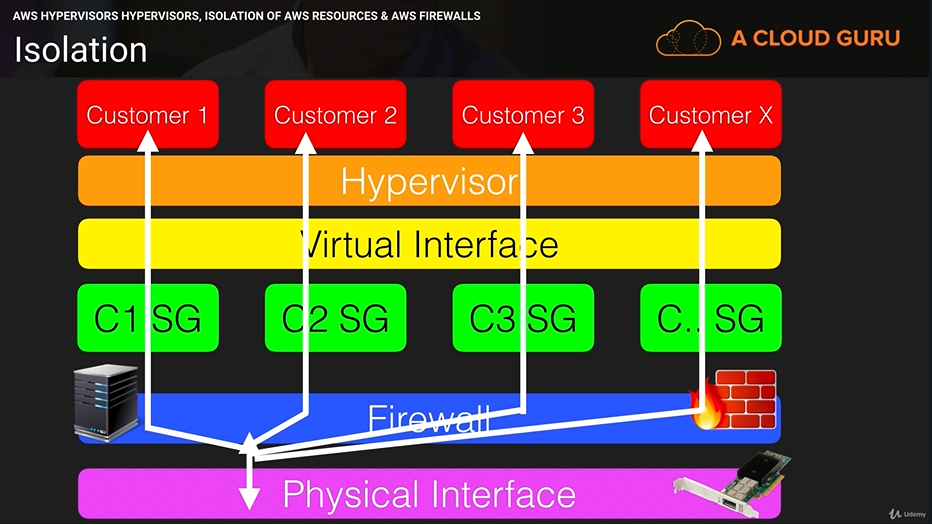 AWS HYPERVISORS HYPERVISORS, ISOLATION OF AWS RESOURCES & AWS FIREWALLS
Isolation
A CLOUD GURU
Customer 1
Customer 2
Customer 3
Customer X
Hypervisor
Virtual Interface
C1 SG
C2 SG
C3 SG
C.. SG
Firewall
Physical Interface
Udemy